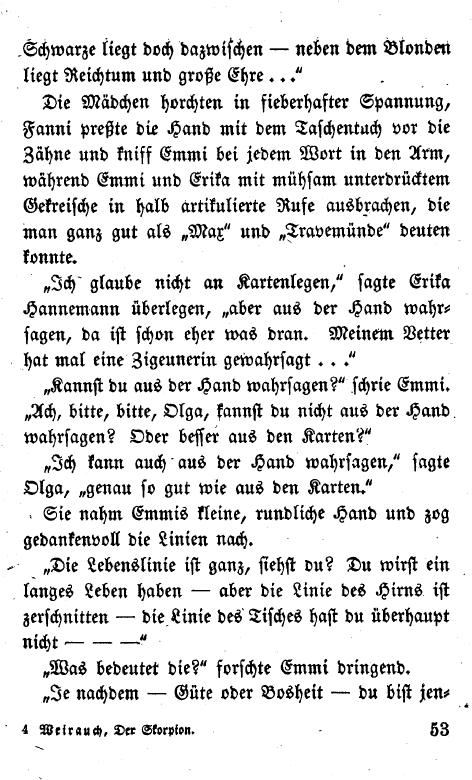 Schwarze liegt doch dazwischen — neben dem Blonden
liegt Reichtum und große Ehre . . .“
Die Mädchen horchten in fieberhafter Spannung,
Fanni preßte die Hand mit dem Taschentuch vor die
Zähne und kniff Emmi bei jedem Wort in den Arm,
während Emmi und Erika mit mühsam unterdrücktem
Gekreische in halb artikulierte Rufe ausbrachen, die
man ganz gut als „Max“ und „Travemünde“ deuten
konnte.
„Ich glaube nicht an Kartenlegen,“ sagte Erika
Hannemann überlegen, „aber aus der Hand wahr-
sagen, da ist schon eher was dran. Meinem Vetter
hat mal eine Zigeunerin gewahrsagt . . .“
„Kannst du aus der Hand wahrsagen?“ schrie Emmi.
„Ach, bitte, bitte, Olga, kannst du nicht aus der Hand
wahrsagen? Oder besser aus den Karten?“
„Ich kann auch aus der Hand wahrsagen,“ sagte
Olga, „genau so gut wie aus den Karten.“
Sie nahm Emmis kleine, rundliche Hand und zog
gedankenvoll die Linien nach.
„Die Lebenslinie ist ganz, siehst du? Du wirst ein
langes Leben haben — aber die Linie des Hirns ist
zerschnitten — die Linie des Tisches hast du überhaupt
nicht — — —“
„Was bedeutet die?“ forschte Emmi dringend.
„Je nachdem — Güte oder Bosheit — du bist jen-
4 Weirauch, Der Skorpion. 53